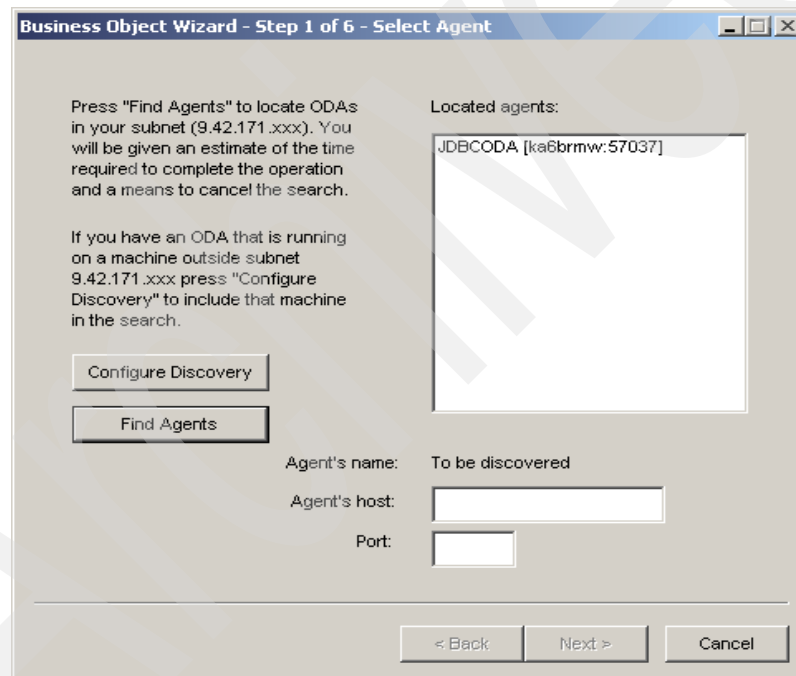 Business Object Wizard - Step 1 of 6 - Select Agent
Press "Find Agents" to locate ODAs
in your subnet (9.42.171.xxx). You
will be given an estimate of the time
required to complete the operation
and a means to cancel the search.
If you have an ODA that is running
on a machine outside subnet
9.42.171.xxx press "Configure
Discovery" to include that machine
in the search.
Configure Discovery
Find Agents
Located agents:
JDBCODA [ka6brmw:57037]
Agent's name: To be discovered
Agent's host:
Port:
< Back Next > Cancel